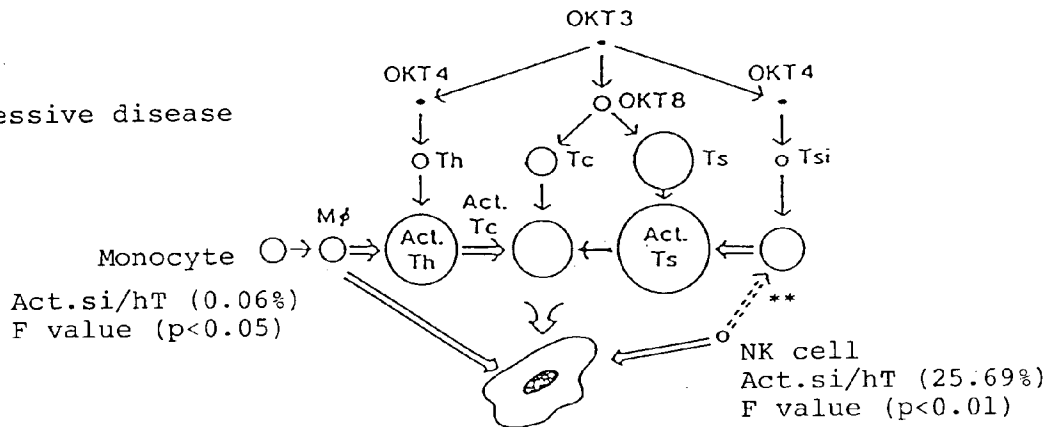 OKT3
OKT4
OKT4
OKT8
essive disease
Th
Tc
Ts
Tsi
Mφ
Act.
Th
Act.
Tc
Act.
Ts
Monocyte
Act.si/hT (0.06%)
F value (p<0.05)
**
NK cell
Act.si/hT (25.69%)
F value (p<0.01)